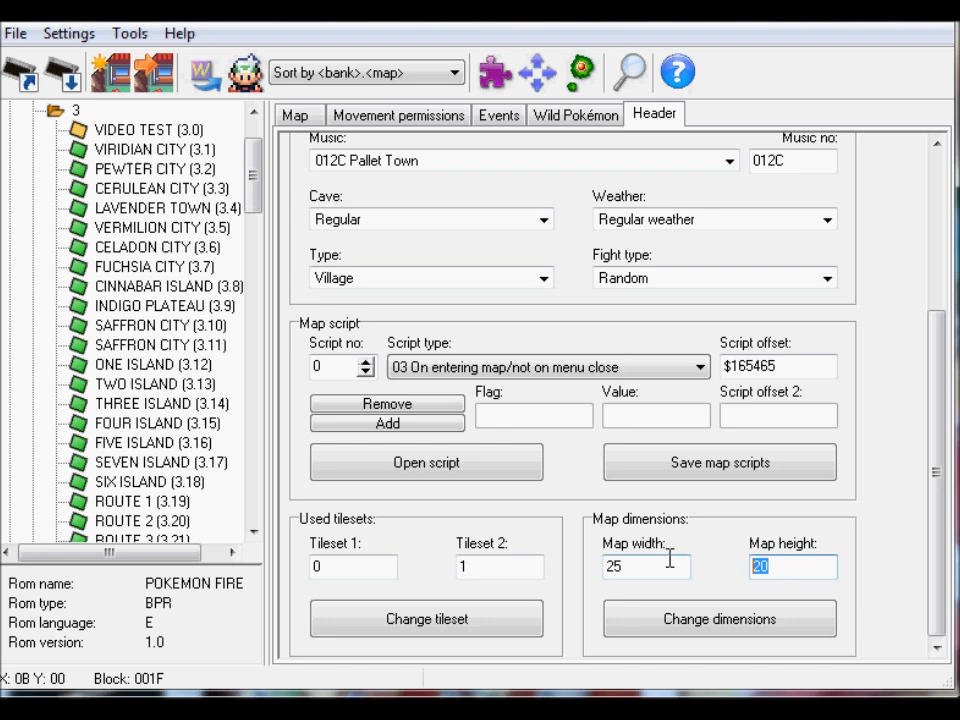 File Settings Tools Help
Sort by <bank>.<map>
3
VIDEO TEST (3.0)
VIRIDIAN CITY (3.1)
PEWTER CITY (3.2)
CERULEAN CITY (3.3)
LAVENDER TOWN (3.4)
VERMILION CITY (3.5)
CELADON CITY (3.6)
FUCHSIA CITY (3.7)
CINNABAR ISLAND (3.8)
INDIGO PLATEAU (3.9)
SAFFRON CITY (3.10)
SAFFRON CITY (3.11)
ONE ISLAND (3.12)
TWO ISLAND (3.13)
THREE ISLAND (3.14)
FOUR ISLAND (3.15)
FIVE ISLAND (3.16)
SEVEN ISLAND (3.17)
SIX ISLAND (3.18)
ROUTE 1 (3.19)
ROUTE 2 (3.20)
ROUTE 3 (3.21)
Rom name: POKEMON FIRE
Rom type: BPR
Rom language: E
Rom version: 1.0
Map Movement permissions Events Wild Pokémon Header
Music: Music no:
012C Pallet Town 012C
Cave: Weather:
Regular Regular weather
Type: Fight type:
Village Random
Map script
Script no: Script type: Script offset:
0 03 On entering map/not on menu close $165465
Remove Flag: Value: Script offset 2:
Add
Open script Save map scripts
Used tilesets: Map dimensions:
Tileset 1: Tileset 2: Map width: Map height:
0 1 25 20
Change tileset Change dimensions
X: 0B Y: 00 Block: 001F